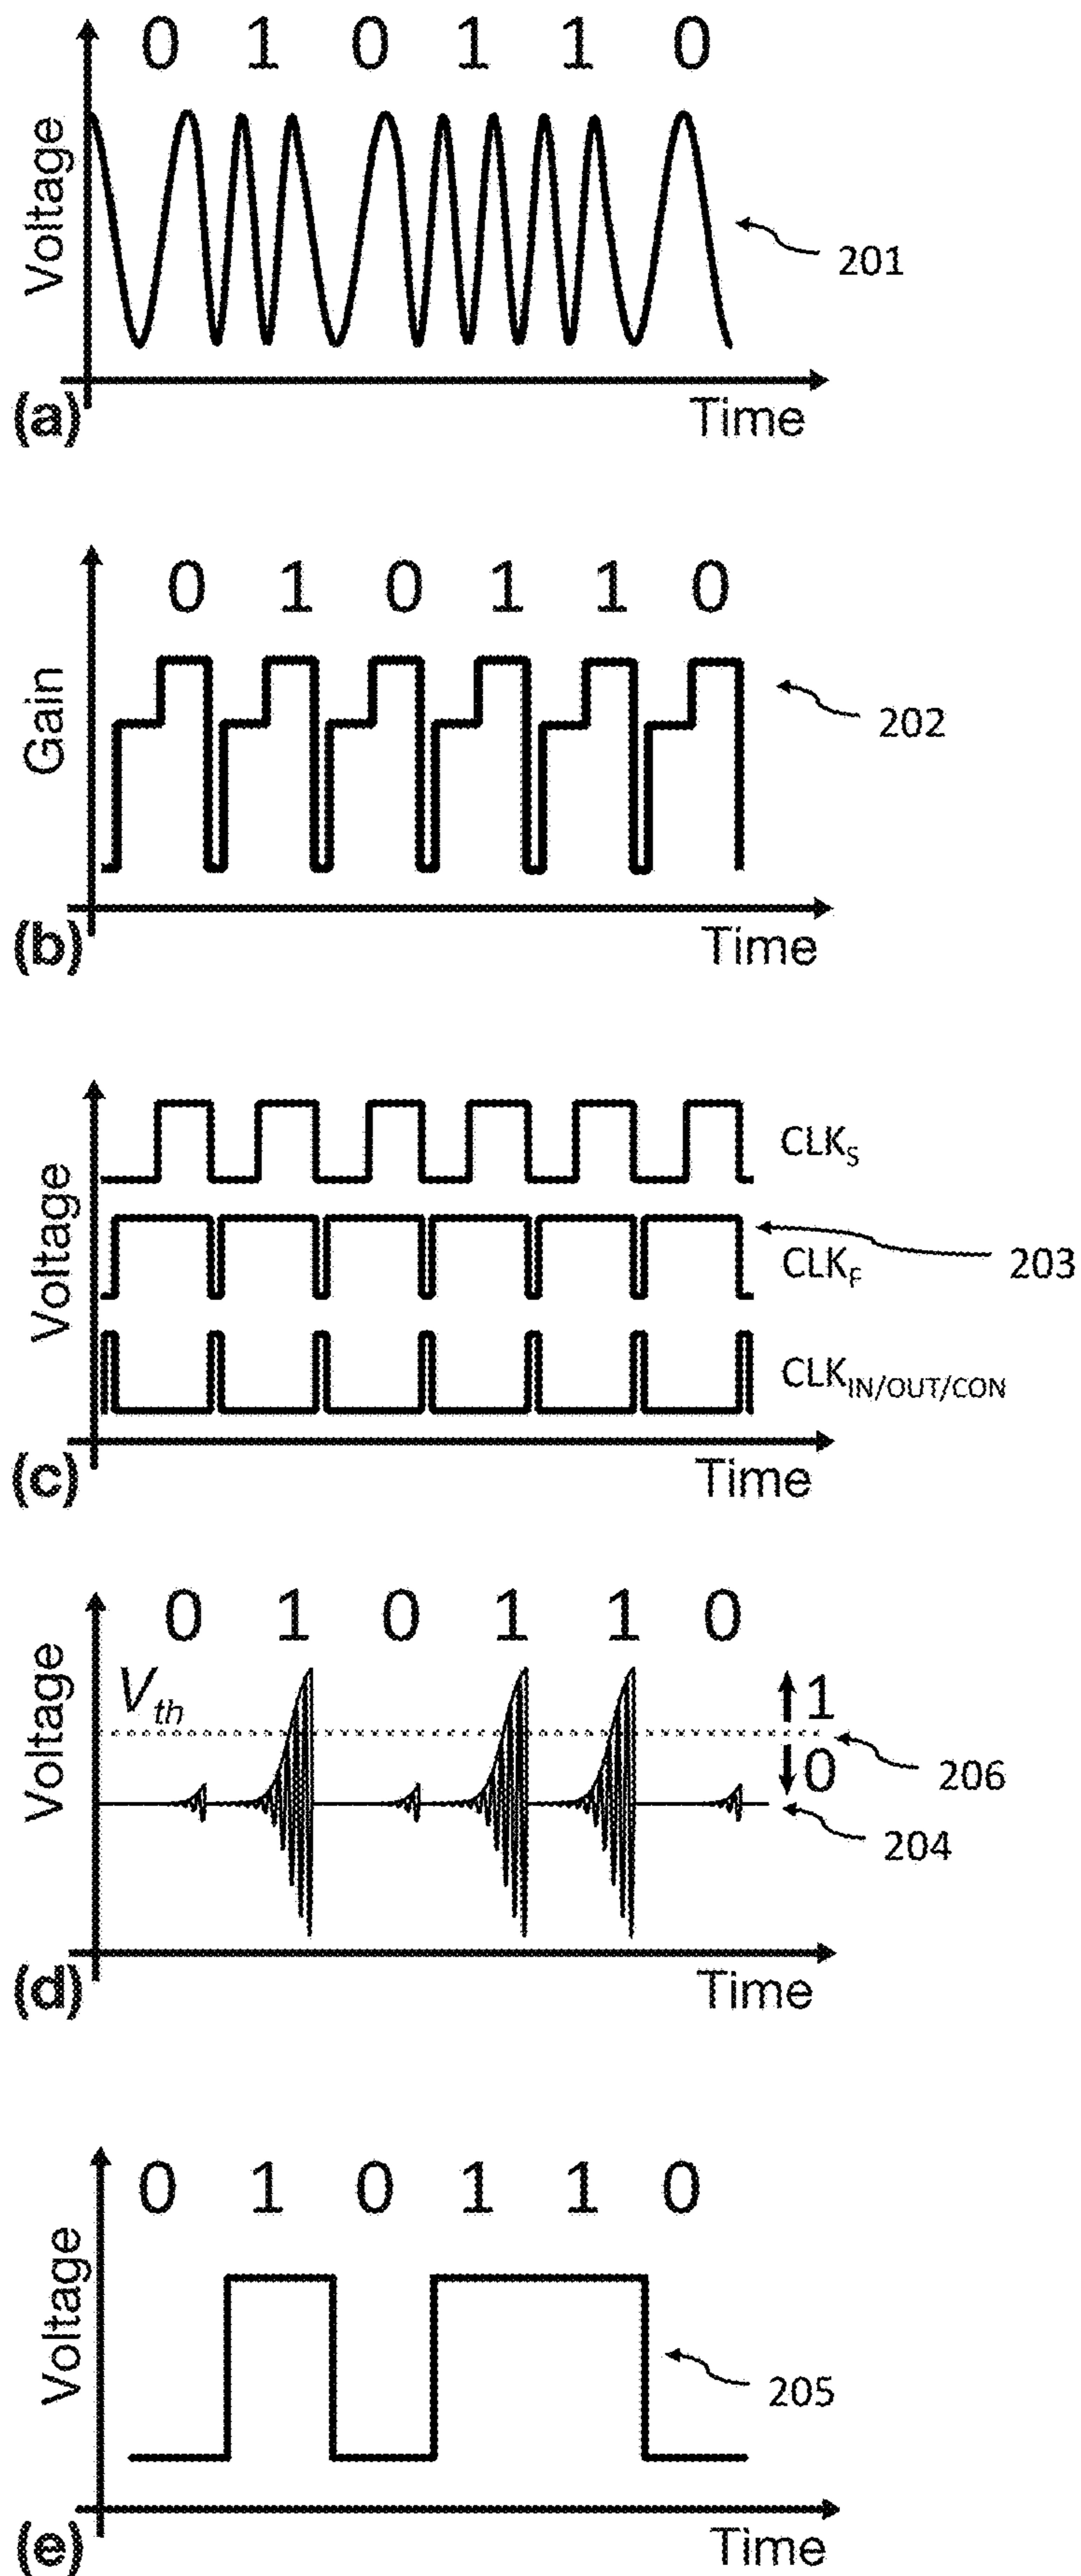 0 1 0 1 1 0
Voltage
201
Time
(a)
0 1 0 1 1 0
Gain
202
Time
(b)
Voltage
CLKS
203
CLKF
CLKIN/OUT/CON
Time
(c)
0 1 0 1 1 0
Voltage
Vth
1
0
206
204
Time
(d)
0 1 0 1 1 0
Voltage
205
Time
(e)